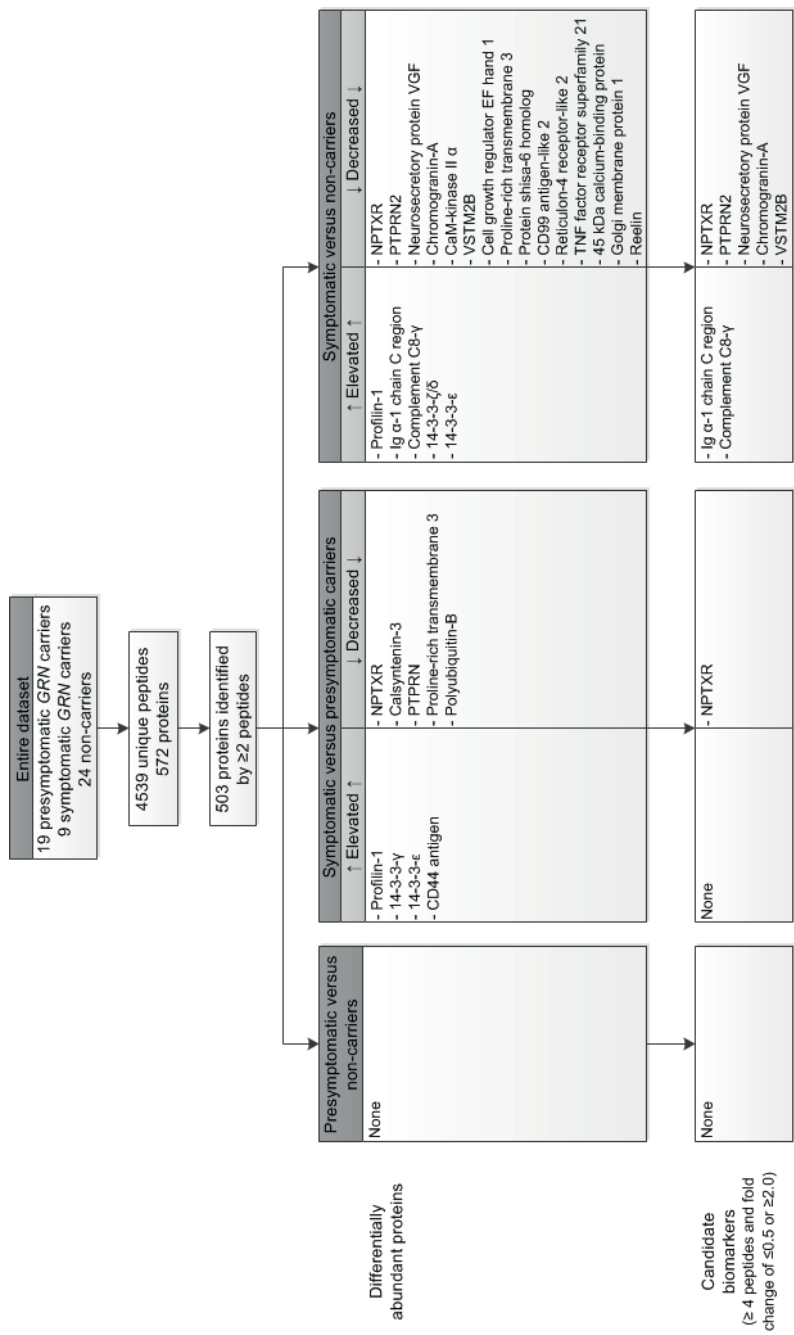 Entire dataset
19 presymptomatic GRN carriers
9 symptomatic GRN carriers
24 non-carriers
4539 unique peptides
572 proteins
503 proteins identified
by ≥2 peptides
Differentially
abundant proteins
Presymptomatic versus
non-carriers
None
Symptomatic versus presymptomatic carriers
↑ Elevated ↑
- Profilin-1
- 14-3-3-γ
- 14-3-3-ε
- CD44 antigen
↓ Decreased ↓
- NPTXR
- Calsyntenin-3
- PTPRN
- Proline-rich transmembrane 3
- Polyubiquitin-B
Symptomatic versus non-carriers
↑ Elevated ↑
- Profilin-1
- Ig α-1 chain C region
- Complement C8-γ
- 14-3-3-ζ/δ
- 14-3-3-ε
↓ Decreased ↓
- NPTXR
- PTPRN2
- Neurosecretory protein VGF
- Chromogranin-A
- CaM-kinase II α
- VSTM2B
- Cell growth regulator EF hand 1
- Proline-rich transmembrane 3
- Protein shisa-6 homolog
- CD99 antigen-like 2
- Reticulon-4 receptor-like 2
- TNF factor receptor superfamily 21
- 45 kDa calcium-binding protein
- Golgi membrane protein 1
- Reelin
Candidate
biomarkers
(≥ 4 peptides and fold
change of ≤0.5 or ≥2.0)
None
None
- NPTXR
- Ig α-1 chain C region
- Complement C8-γ
- NPTXR
- PTPRN2
- Neurosecretory protein VGF
- Chromogranin-A
- VSTM2B